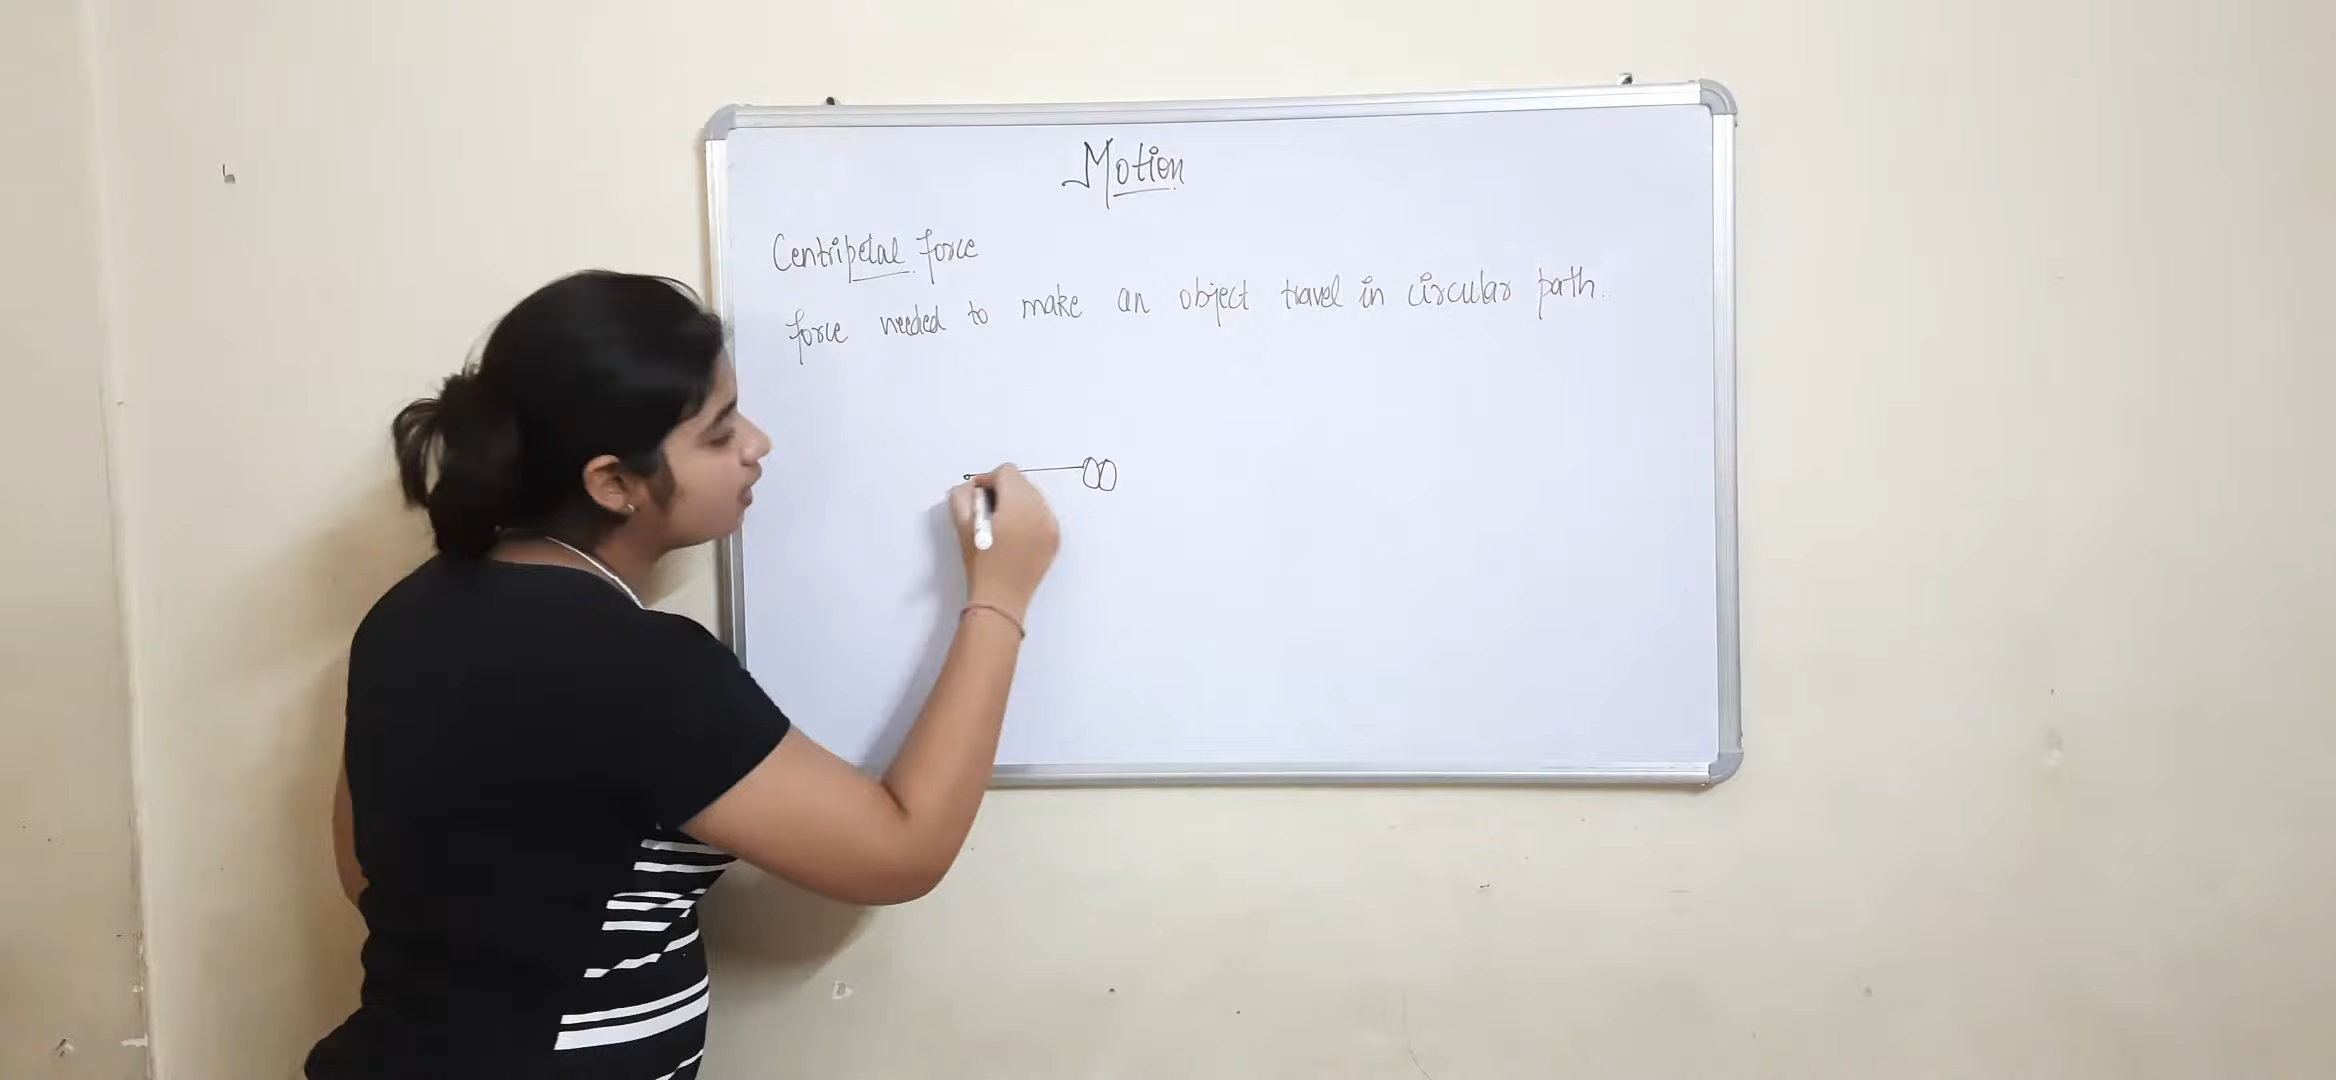 Motion
Centripetal force
force needed to make an object travel in circular path.